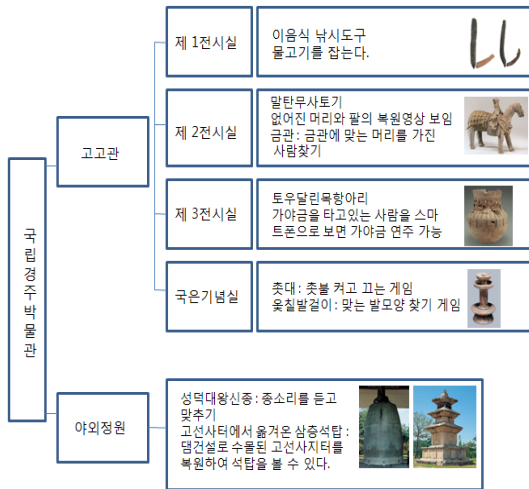 국립경주박물관
고고관
제 1전시실
이음식 낚시도구
물고기를 잡는다.
제 2전시실
말탄무사토기
없어진 머리와 팔의 복원영상 보임
금관 : 금관에 맞는 머리를 가진
사람찾기
제 3전시실
토우달린목항아리
가야금을 타고있는 사람을 스마
트폰으로 보면 가야금 연주 가능
국은기념실
촛대 : 촛불 켜고 끄는 게임
옻칠발걸이 : 맞는 발모양 찾기 게임
야외정원
성덕대왕신종 : 종소리를 듣고
맞추기
고선사터에서 옮겨온 삼층석탑 :
댐건설로 수몰된 고선사지터를
복원하여 석탑을 볼 수 있다.